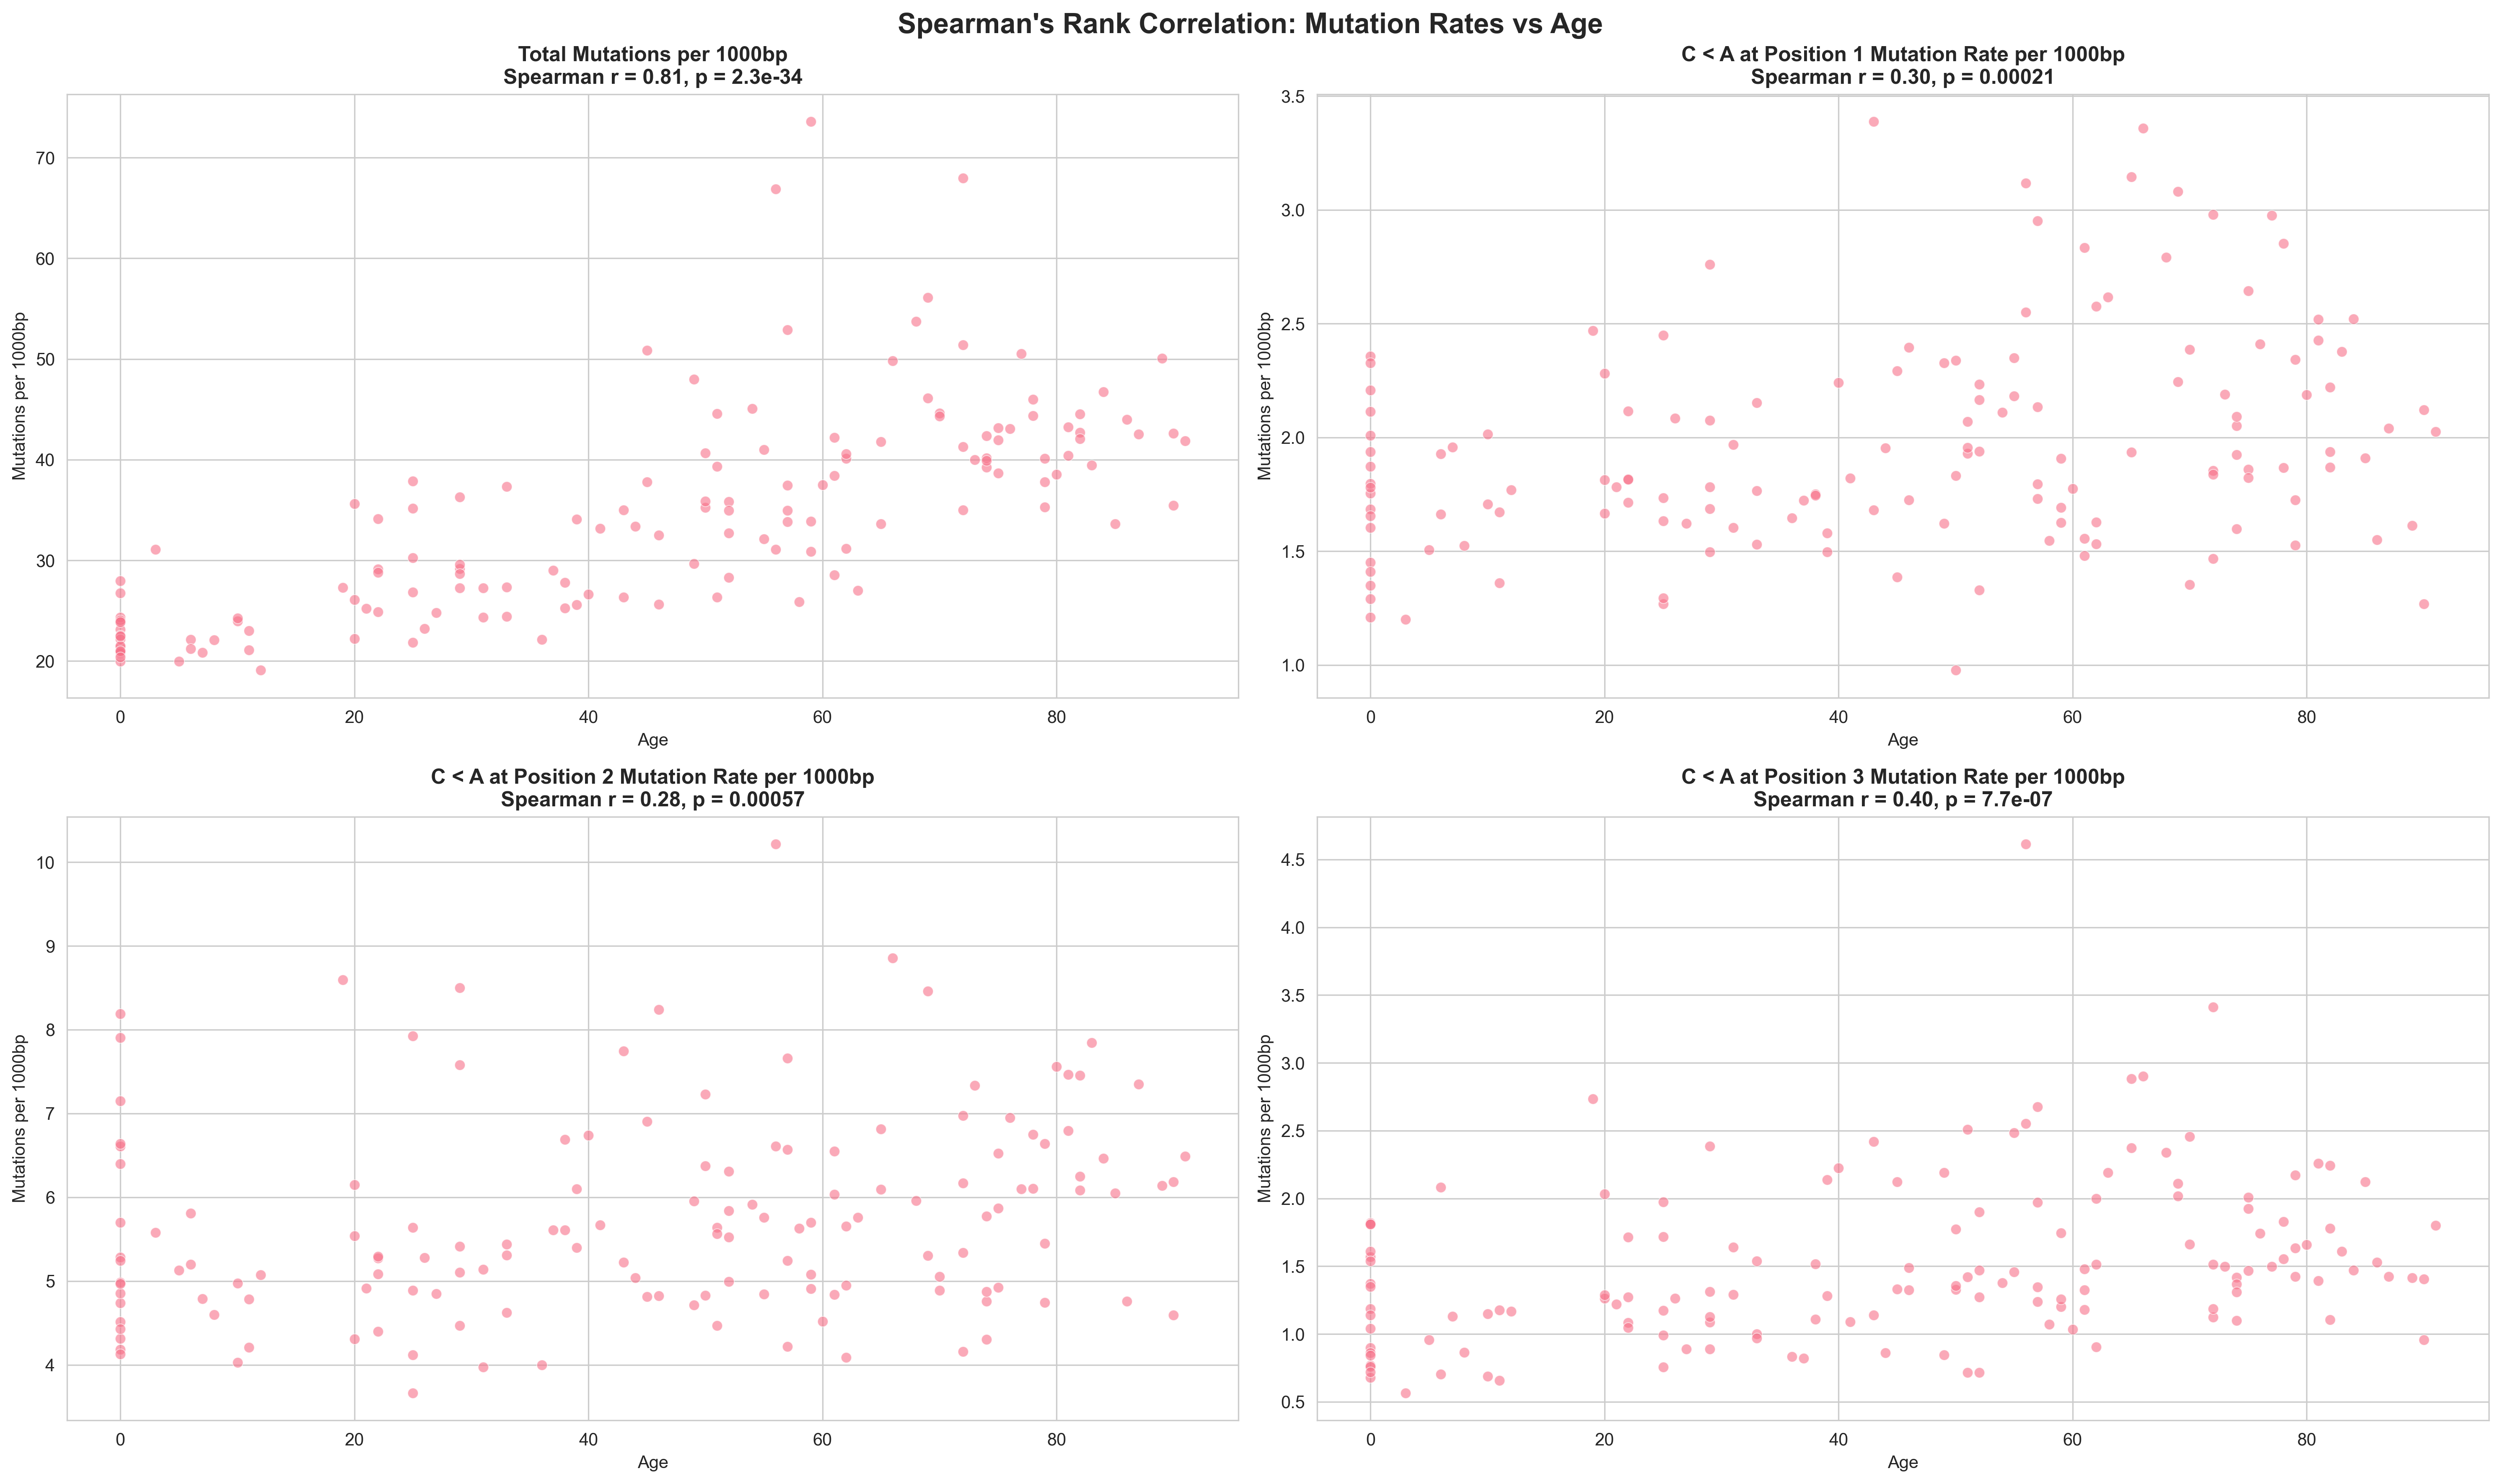 Spearman's Rank Correlation: Mutation Rates vs Age
Total Mutations per 1000bp
Spearman r = 0.81, p = 2.3e-34
Mutations per 1000bp
70
60
50
40
30
20
0 20 40 60 80
Age
C < A at Position 1 Mutation Rate per 1000bp
Spearman r = 0.30, p = 0.00021
Mutations per 1000bp
3.5
3.0
2.5
2.0
1.5
1.0
0 20 40 60 80
Age
C < A at Position 2 Mutation Rate per 1000bp
Spearman r = 0.28, p = 0.00057
Mutations per 1000bp
10
9
8
7
6
5
4
0 20 40 60 80
Age
C < A at Position 3 Mutation Rate per 1000bp
Spearman r = 0.40, p = 7.7e-07
Mutations per 1000bp
4.5
4.0
3.5
3.0
2.5
2.0
1.5
1.0
0.5
0 20 40 60 80
Age